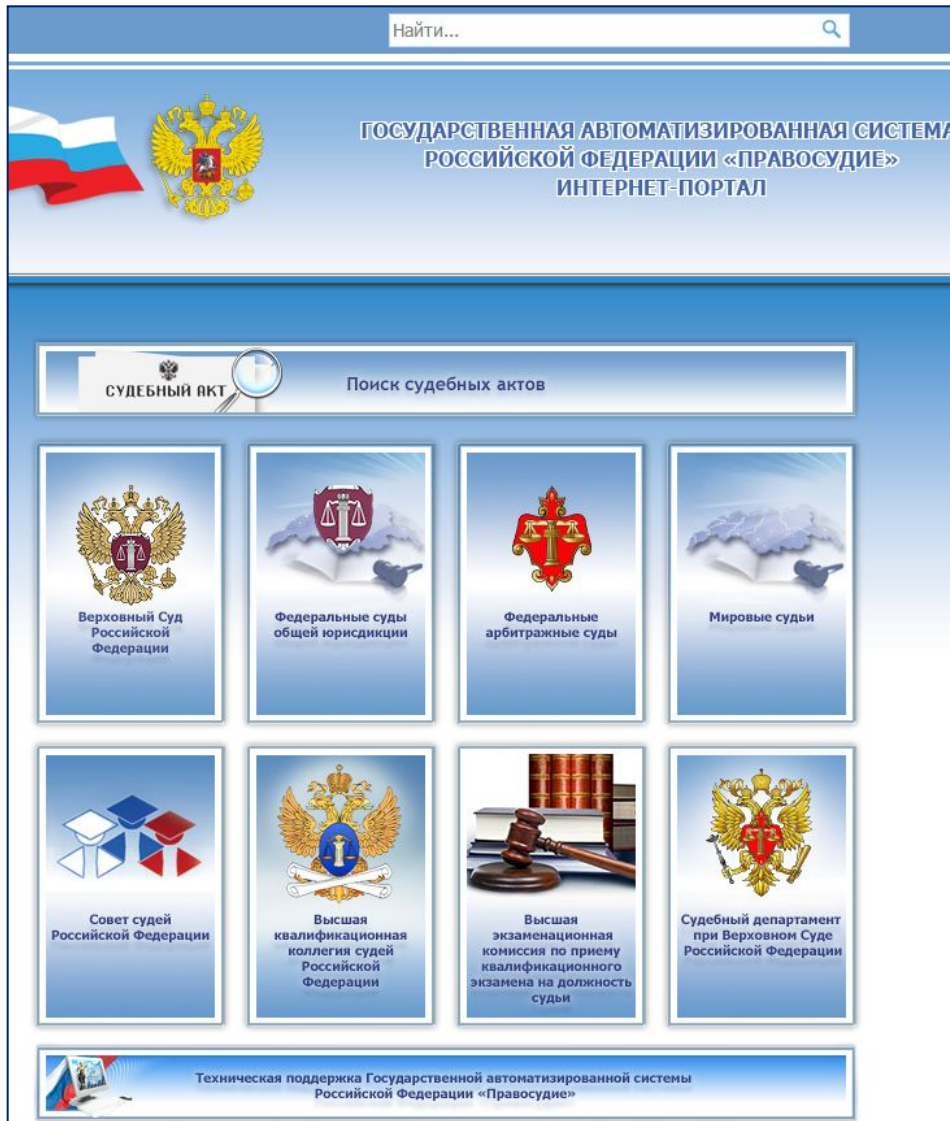 Найти...
ГОСУДАРСТВЕННАЯ АВТОМАТИЗИРОВАННАЯ СИСТЕМА
РОССИЙСКОЙ ФЕДЕРАЦИИ «ПРАВОСУДИЕ»
ИНТЕРНЕТ-ПОРТАЛ
СУДЕБНЫЙ АКТ
Поиск судебных актов
Верховный Суд
Российской
Федерации
Федеральные суды
общей юрисдикции
Федеральные
арбитражные суды
Мировые судьи
Совет судей
Российской Федерации
Высшая
квалификационная
коллегия судей
Российской
Федерации
Высшая
экзаменационная
комиссия по приему
квалификационного
экзамена на должность
судьи
Судебный департамент
при Верховном Суде
Российской Федерации
Техническая поддержка Государственной автоматизированной системы
Российской Федерации «Правосудие»